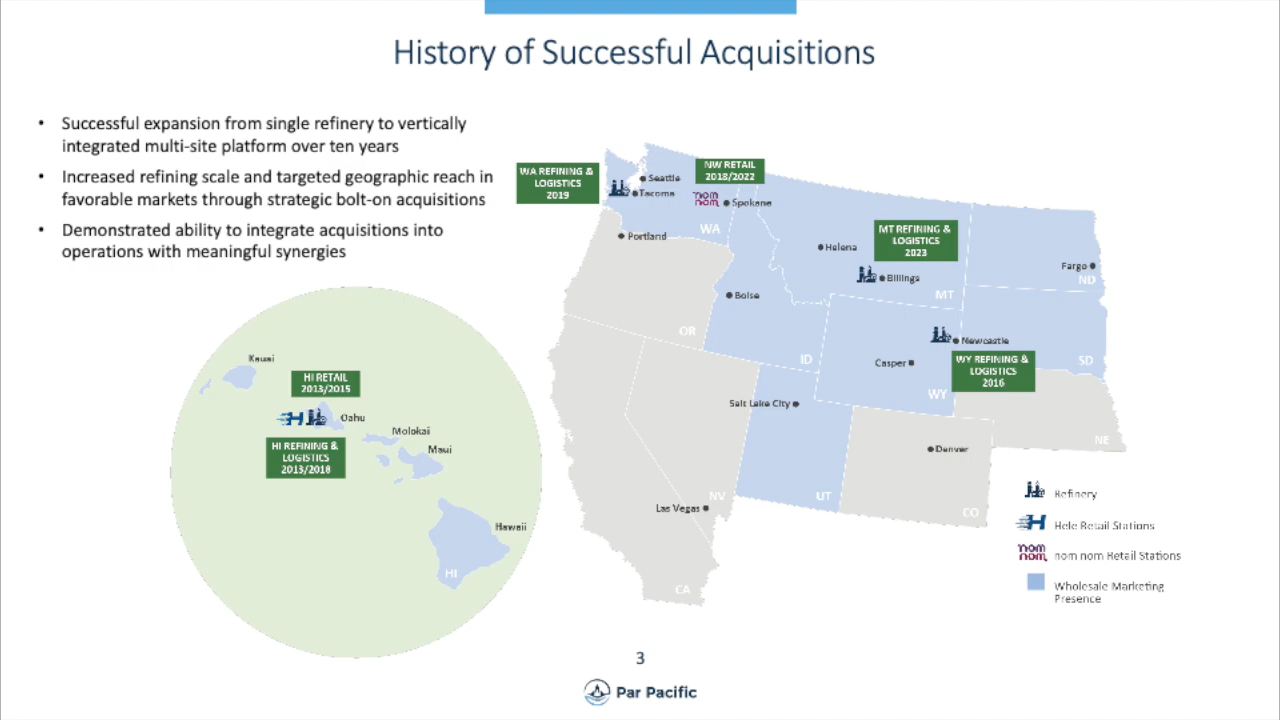 History of Successful Acquisitions
• Successful expansion from single refinery to vertically
integrated multi-site platform over ten years
• Increased refining scale and targeted geographic reach in
favorable markets through strategic bolt-on acquisitions
• Demonstrated ability to integrate acquisitions into
operations with meaningful synergies
Kauai
HI RETAIL
2013/2015
H
Oahu
HI REFINING &
LOGISTICS
2013/2018
Molokai
Maui
Hawaii
HI
WA REFINING &
LOGISTICS
2019
Seattle
Tacoma
NW RETAIL
2018/2022
nom
nom
Spokane
WA
Portland
Helena
MT REFINING &
LOGISTICS
2023
Billings
MT
Fargo
ND
Boise
OR
ID
Newcastle
Casper
WY REFINING &
LOGISTICS
2016
WY
SD
Salt Lake City
NE
Denver
NV
UT
CO
Las Vegas
CA
Refinery
H
Hele Retail Stations
nom
nom
nom nom Retail Stations
Wholesale Marketing
Presence
3
Par Pacific